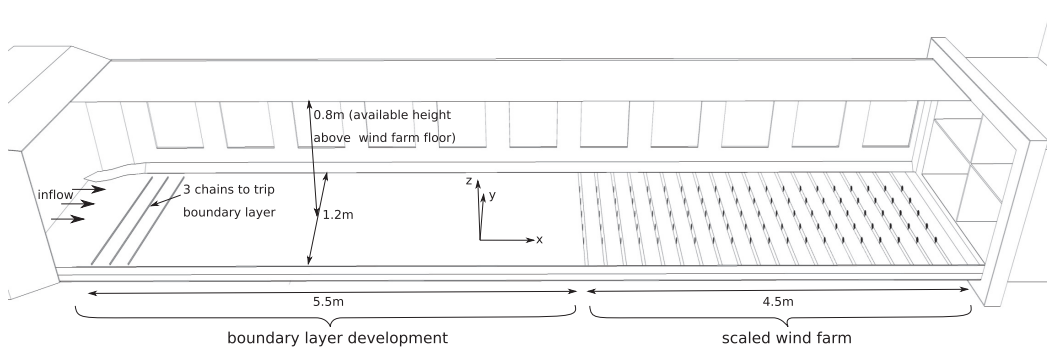 0.8m (available height
above wind farm floor)
inflow
3 chains to trip
boundary layer
1.2m
z
y
x
5.5m
4.5m
boundary layer development
scaled wind farm